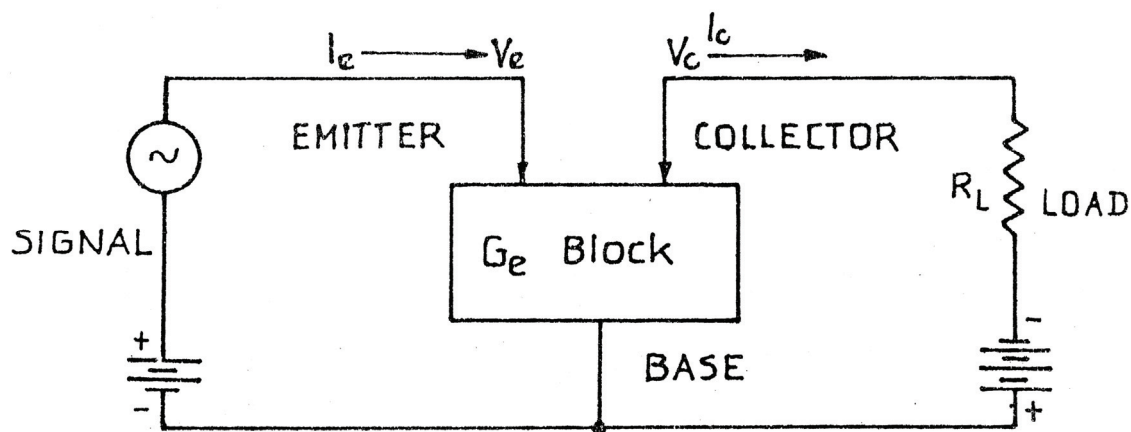 Ie Ve
Vc Ic
EMITTER
COLLECTOR
~
SIGNAL
Ge Block
RL LOAD
+
-
BASE
-
+